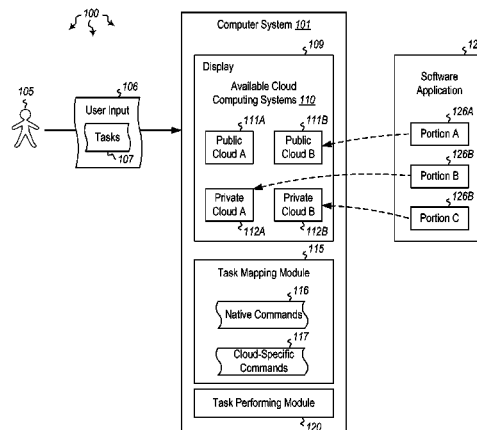 100
Computer System 101
109
Display
Available Cloud
Computing Systems 110
111A
111B
Public
Cloud A
Public
Cloud B
Private
Cloud A
Private
Cloud B
112A
112B
105
106
User Input
Tasks
107
Software
Application
126A
Portion A
126B
Portion B
126B
Portion C
115
Task Mapping Module
116
Native Commands
117
Cloud-Specific
Commands
Task Performing Module
120